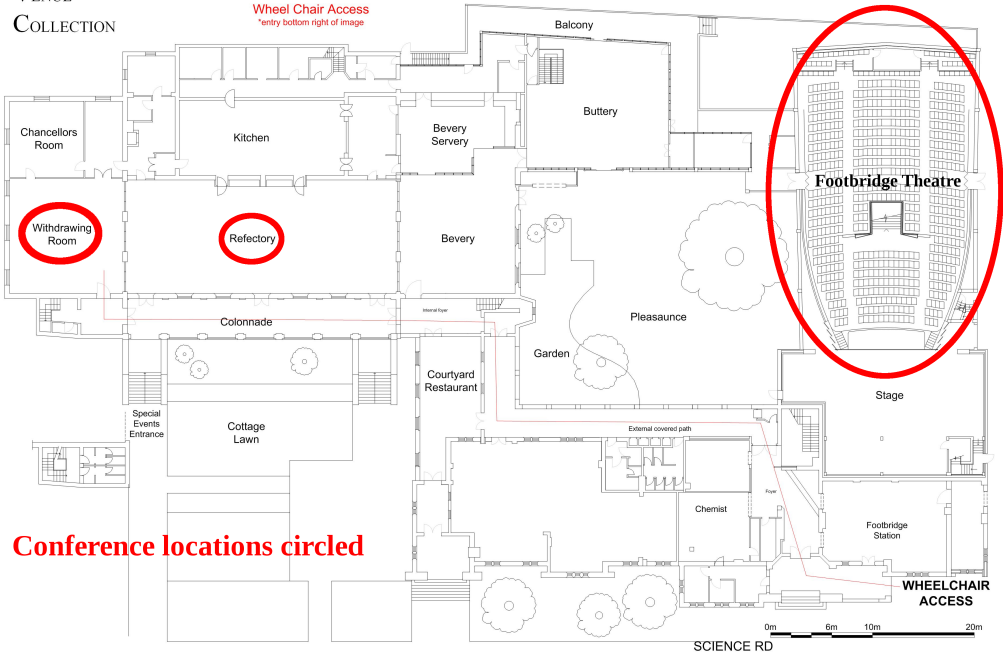 COLLECTION
Wheel Chair Access
*entry bottom right of image
Balcony
Chancellors
Room
Kitchen
Bevery
Servery
Buttery
Footbridge Theatre
Withdrawing
Room
Refectory
Bevery
Internal foyer
Colonnade
Pleasaunce
Garden
Courtyard
Restaurant
Stage
Special
Events
Entrance
Cottage
Lawn
External covered path
Foyer
Chemist
Footbridge
Station
Conference locations circled
WHEELCHAIR
ACCESS
0m 6m 10m 20m
SCIENCE RD